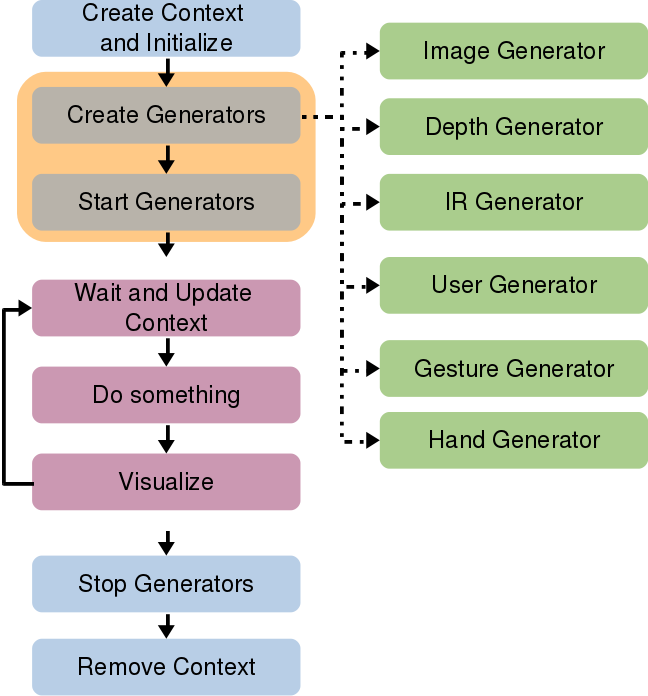 Create Context
and Initialize
Create Generators
Start Generators
Wait and Update
Context
Do something
Visualize
Stop Generators
Remove Context
Image Generator
Depth Generator
IR Generator
User Generator
Gesture Generator
Hand Generator